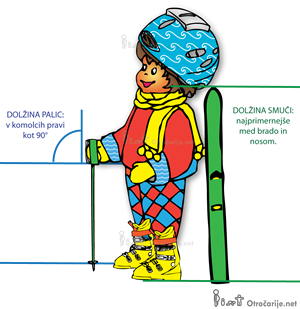 DOLŽINA PALIC:
v komolcih pravi
kot 90°
DOLŽINA SMUČI:
najprimernejše
med brado in
nosom.
Otročarije.net